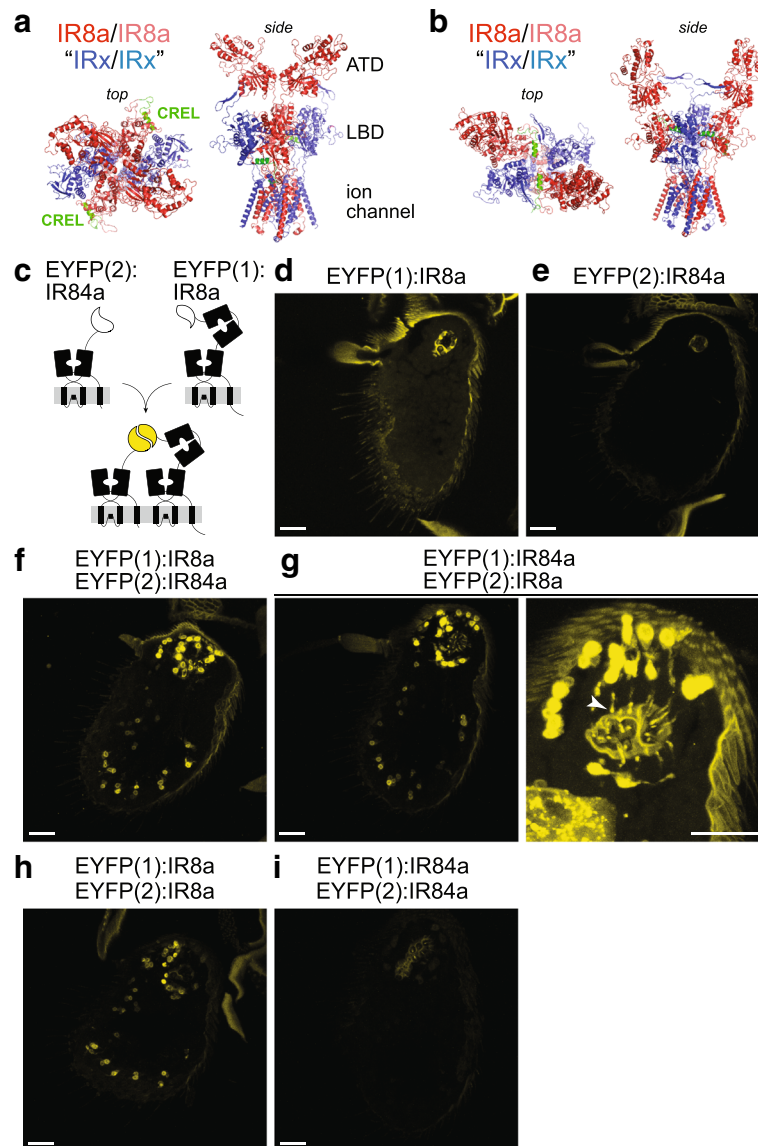 a
IR8a/IR8a
"IRx/IRx"
top
side
CREL
CREL
ATD
LBD
ion
channel
b
IR8a/IR8a
"IRx/IRx"
top
side
c
EYFP(2):
IR84a
EYFP(1):
IR8a
d
EYFP(1):IR8a
e
EYFP(2):IR84a
f
EYFP(1):IR8a
EYFP(2):IR84a
g
EYFP(1):IR84a
EYFP(2):IR8a
h
EYFP(1):IR8a
EYFP(2):IR8a
i
EYFP(1):IR84a
EYFP(2):IR84a